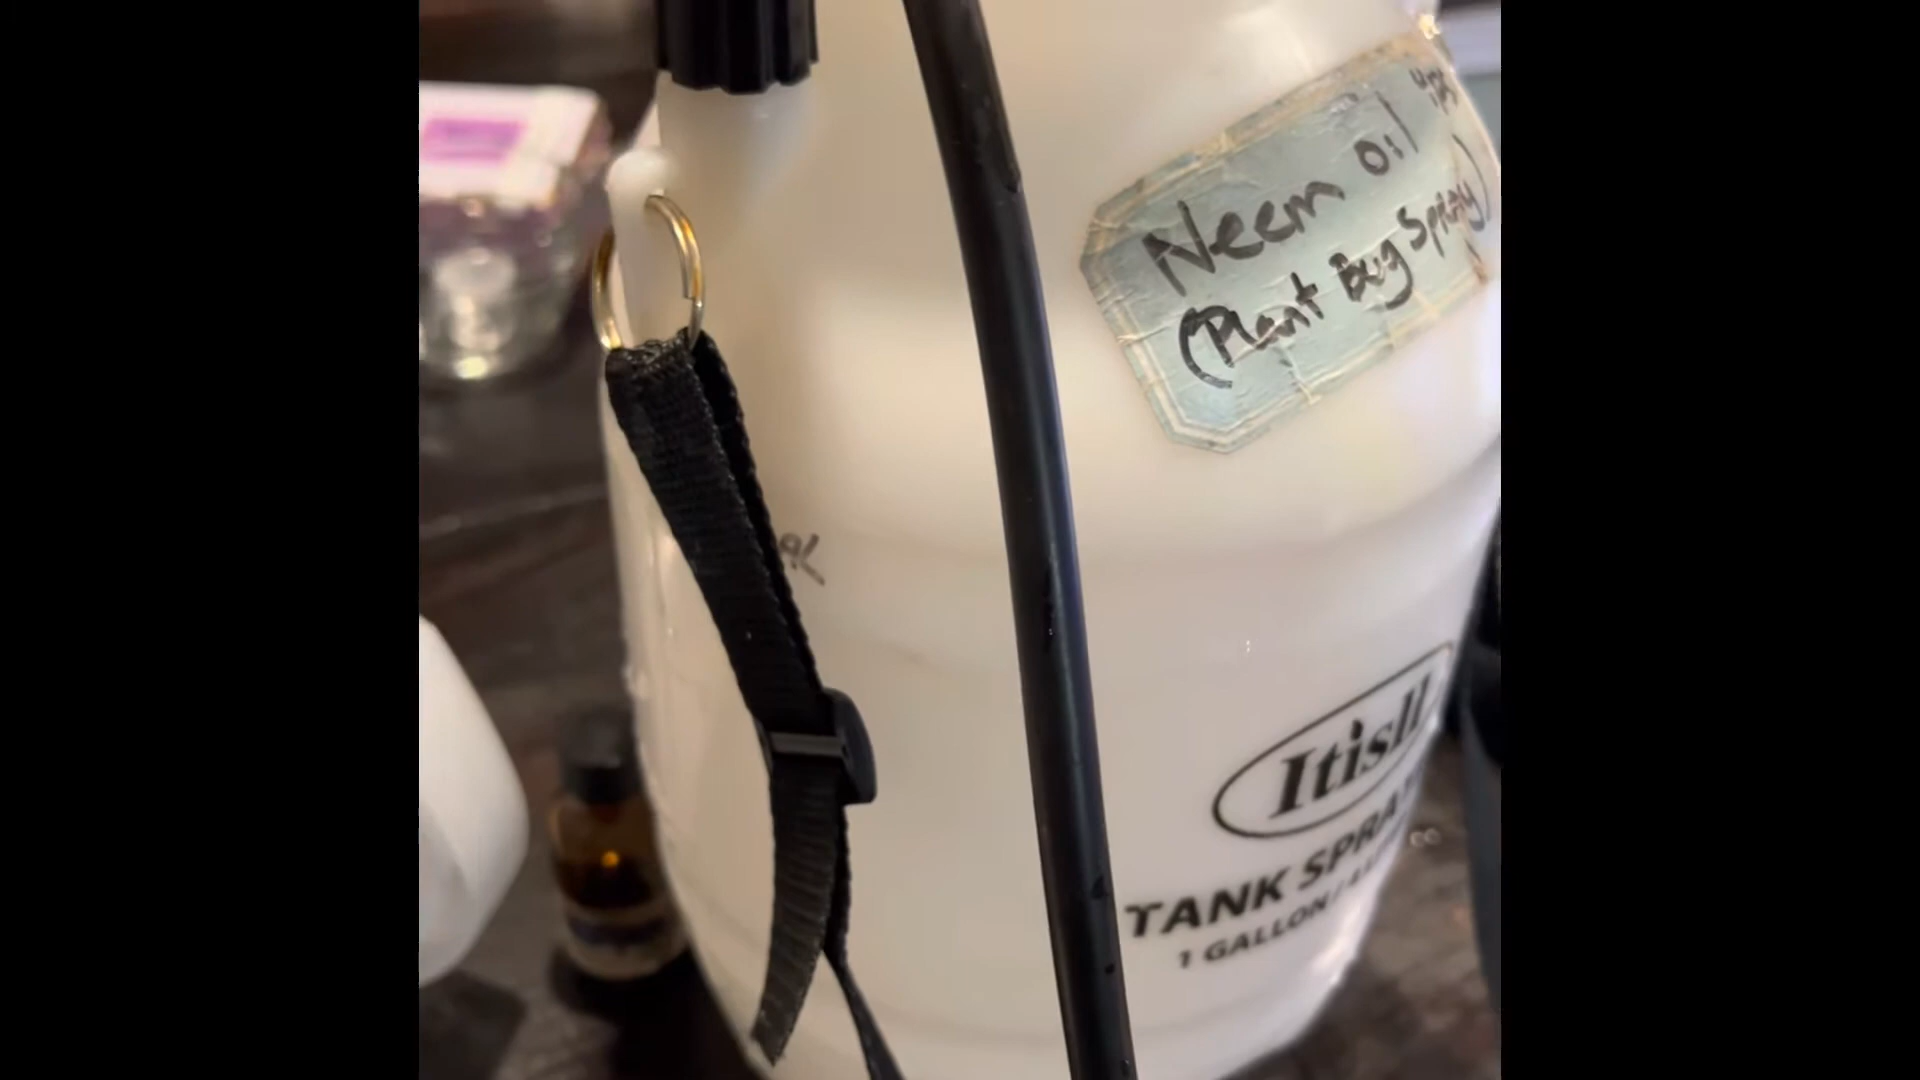 Neem Oil
(Plant Bug Spray)
Itisll
TANK SPRA
1 GALLON/